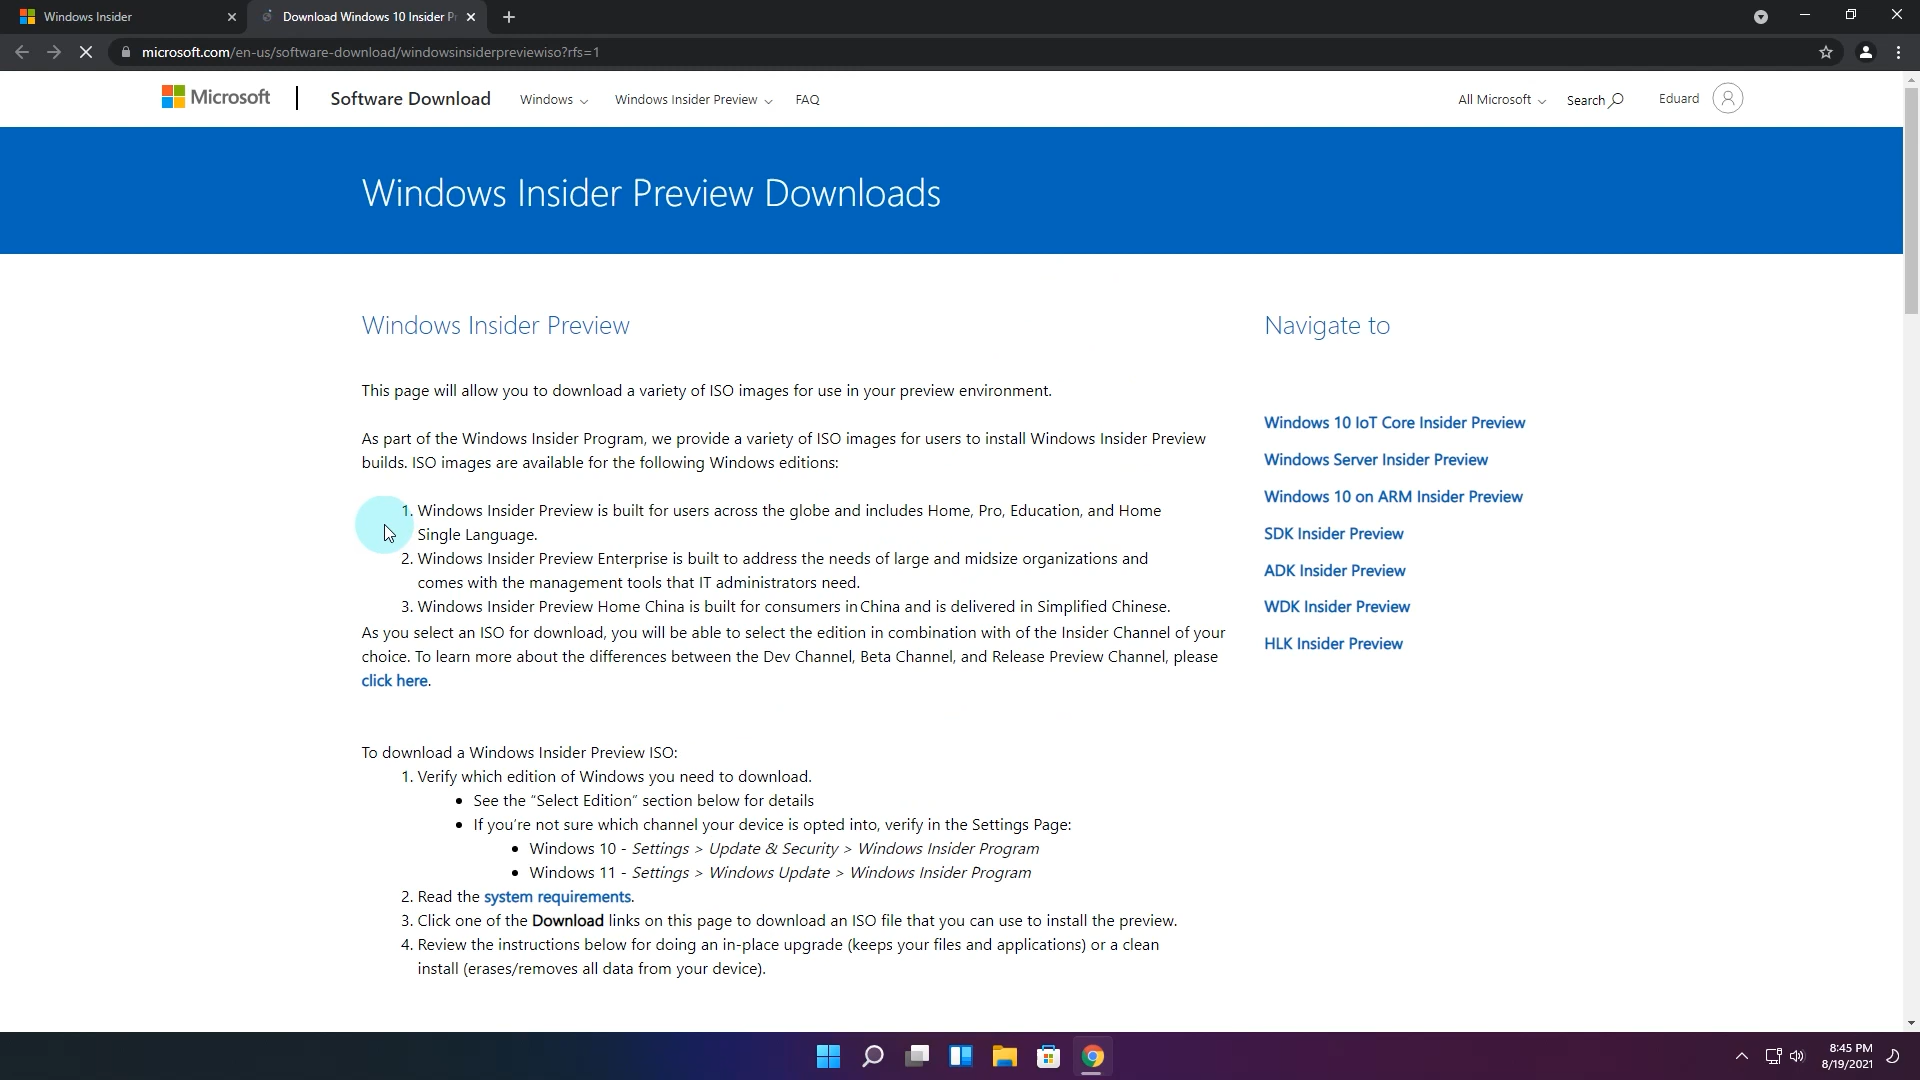 Windows Insider
Download Windows 10 Insider Pr
microsoft.com/en-us/software-download/windowsinsiderpreviewiso?rfs=1
Microsoft
Software Download
Windows
Windows Insider Preview
FAQ
All Microsoft
Search
Eduard
Windows Insider Preview Downloads
Windows Insider Preview
This page will allow you to download a variety of ISO images for use in your preview environment.
As part of the Windows Insider Program, we provide a variety of ISO images for users to install Windows Insider Preview
builds. ISO images are available for the following Windows editions:
1. Windows Insider Preview is built for users across the globe and includes Home, Pro, Education, and Home
Single Language.
2. Windows Insider Preview Enterprise is built to address the needs of large and midsize organizations and
comes with the management tools that IT administrators need.
3. Windows Insider Preview Home China is built for consumers in China and is delivered in Simplified Chinese.
As you select an ISO for download, you will be able to select the edition in combination with of the Insider Channel of your
choice. To learn more about the differences between the Dev Channel, Beta Channel, and Release Preview Channel, please
click here.
To download a Windows Insider Preview ISO:
1. Verify which edition of Windows you need to download.
• See the “Select Edition” section below for details
• If you're not sure which channel your device is opted into, verify in the Settings Page:
• Windows 10 - Settings > Update & Security > Windows Insider Program
• Windows 11 - Settings > Windows Update > Windows Insider Program
2. Read the system requirements.
3. Click one of the Download links on this page to download an ISO file that you can use to install the preview.
4. Review the instructions below for doing an in-place upgrade (keeps your files and applications) or a clean
install (erases/removes all data from your device).
Navigate to
Windows 10 IoT Core Insider Preview
Windows Server Insider Preview
Windows 10 on ARM Insider Preview
SDK Insider Preview
ADK Insider Preview
WDK Insider Preview
HLK Insider Preview
8:45 PM
8/19/2021